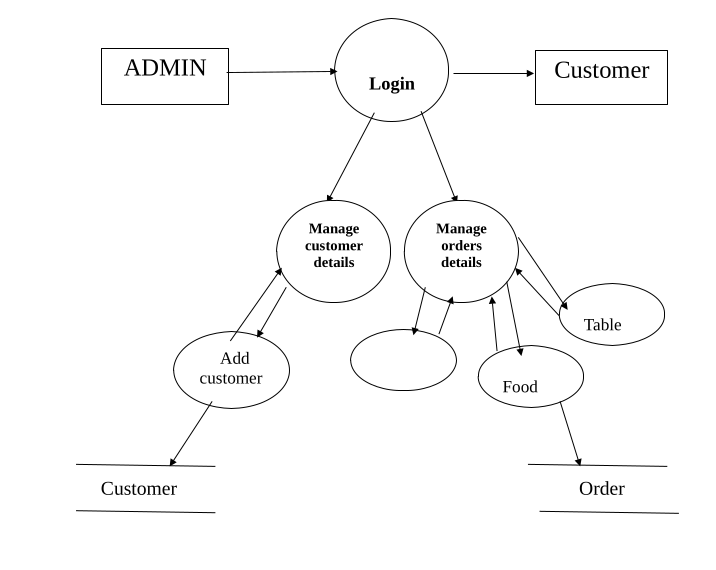 ADMIN
Login
Customer
Manage
customer
details
Manage
orders
details
Table
Add
customer
Food
Customer
Order